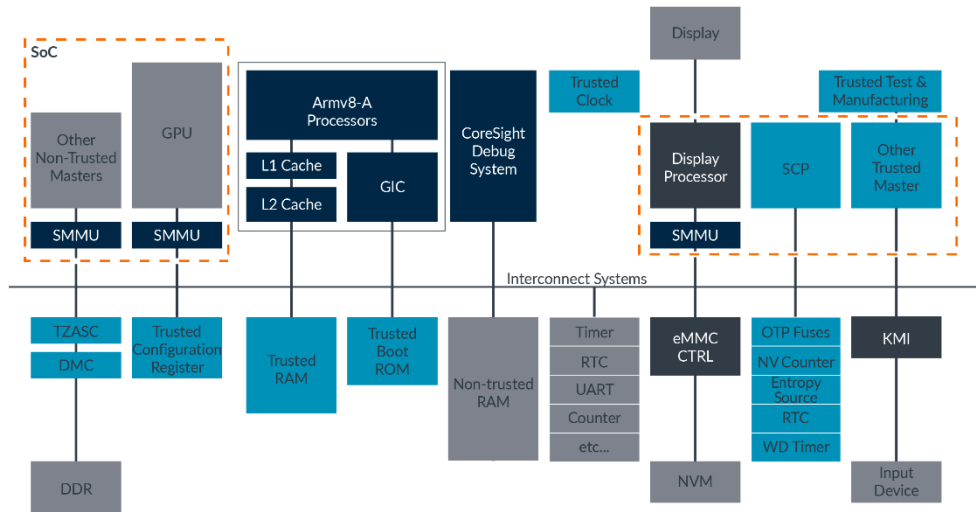 Display
SoC
Other
Non-Trusted
Masters
GPU
Armv8-A
Processors
L1 Cache
L2 Cache
GIC
CoreSight
Debug
System
Trusted
Clock
Trusted Test &
Manufacturing
Display
Processor
SCP
Other
Trusted
Master
SMMU
SMMU
SMMU
Interconnect Systems
TZASC
DMC
Trusted
Configuration
Register
Trusted
RAM
Trusted
Boot
ROM
Non-trusted
RAM
Timer
RTC
UART
Counter
etc...
eMMC
CTRL
OTP Fuses
NV Counter
Entropy
Source
RTC
WD Timer
KMI
DDR
NVM
Input
Device